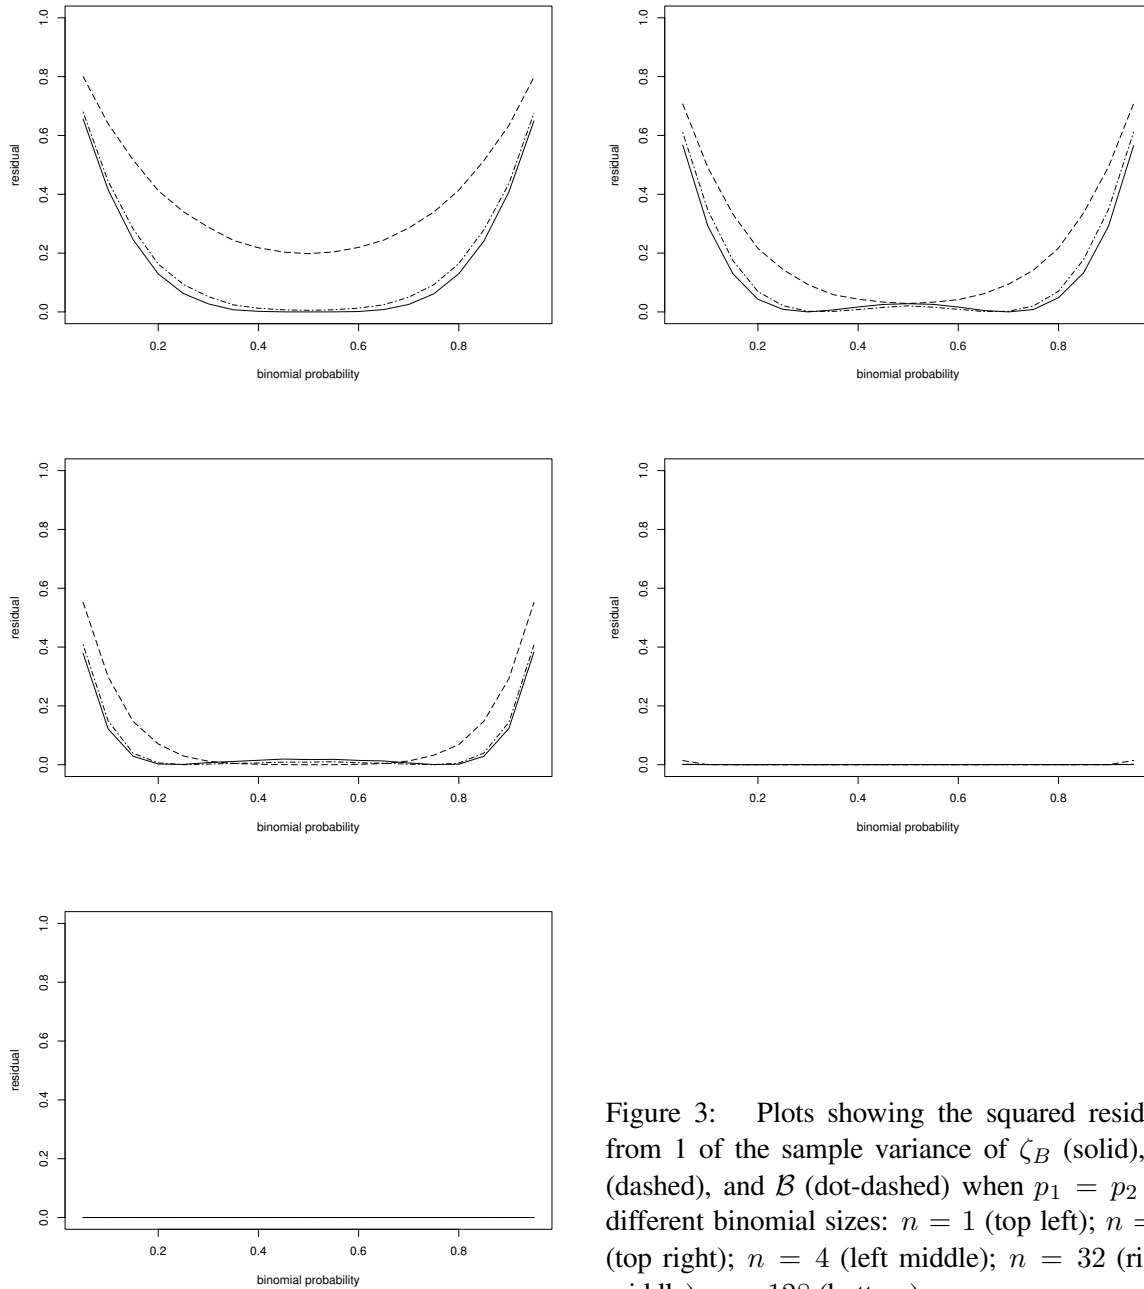 1.0
0.8
0.6
0.4
0.2
0.0
residual
0.2 0.4 0.6 0.8
binomial probability
1.0
0.8
0.6
0.4
0.2
0.0
residual
0.2 0.4 0.6 0.8
binomial probability
1.0
0.8
0.6
0.4
0.2
0.0
residual
0.2 0.4 0.6 0.8
binomial probability
1.0
0.8
0.6
0.4
0.2
0.0
residual
0.2 0.4 0.6 0.8
binomial probability
1.0
0.8
0.6
0.4
0.2
0.0
residual
0.2 0.4 0.6 0.8
binomial probability
Figure 3: Plots showing the squared resid
from 1 of the sample variance of ζ_B (solid),
(dashed), and ℬ (dot-dashed) when p₁ = p₂
different binomial sizes: n = 1 (top left); n =
(top right); n = 4 (left middle); n = 32 (ri